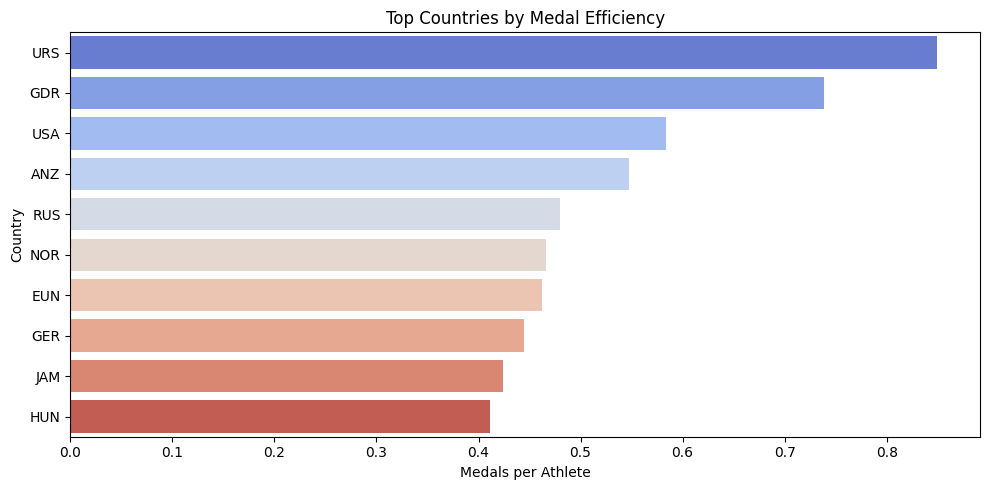 Top Countries by Medal Efficiency
Country
URS
GDR
USA
ANZ
RUS
NOR
EUN
GER
JAM
HUN
0.0 0.1 0.2 0.3 0.4 0.5 0.6 0.7 0.8
Medals per Athlete